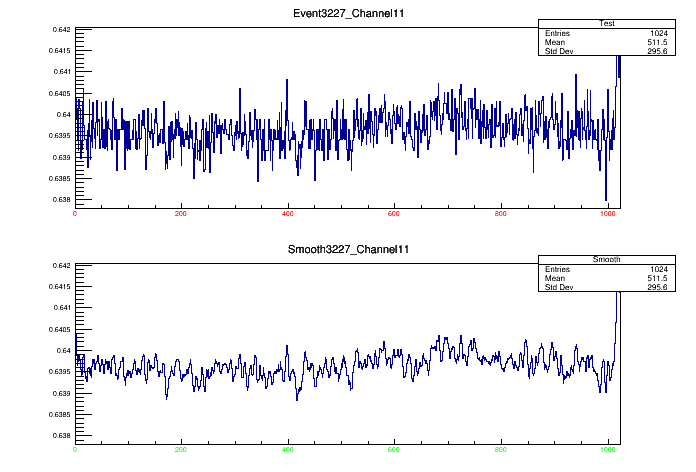 Event3227_Channel11
Test
Entries 1024
Mean 511.5
Std Dev 295.6
0.642
0.6415
0.641
0.6405
0.64
0.6395
0.639
0.6385
0.638
0 200 400 600 800 1000
Smooth3227_Channel11
Smooth
Entries 1024
Mean 511.5
Std Dev 295.6
0.642
0.6415
0.641
0.6405
0.64
0.6395
0.639
0.6385
0.638
0 200 400 600 800 1000